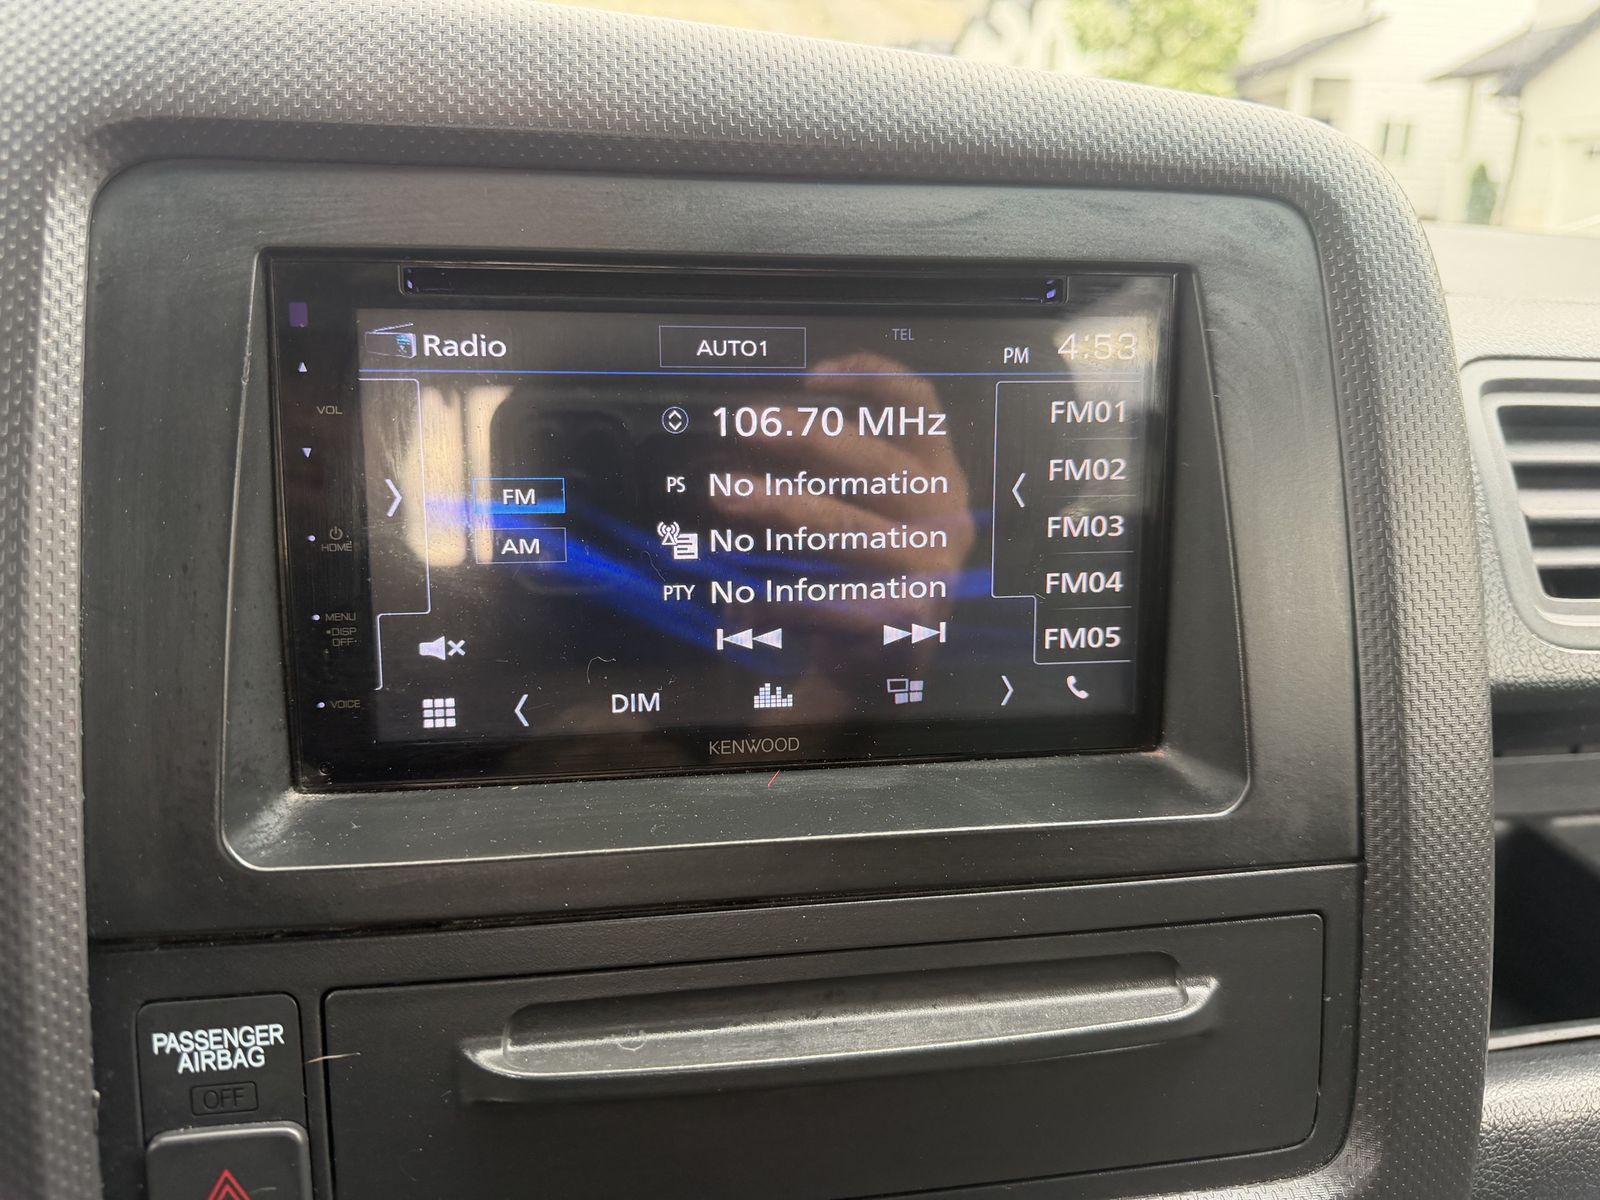 Radio
AUTO1
TEL
PM 4:53
VOL
106.70 MHz
FM01
PS No Information
FM02
FM
No Information
FM03
AM
HOME
PTY No Information
FM04
MENU
DISP
OFF
FM05
VOICE
DIM
KENWOOD
PASSENGER
AIRBAG
OFF